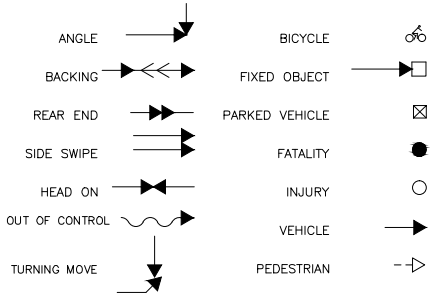 ANGLE
BACKING
REAR END
SIDE SWIPE
HEAD ON
OUT OF CONTROL
TURNING MOVE
BICYCLE
FIXED OBJECT
PARKED VEHICLE
FATALITY
INJURY
VEHICLE
PEDESTRIAN